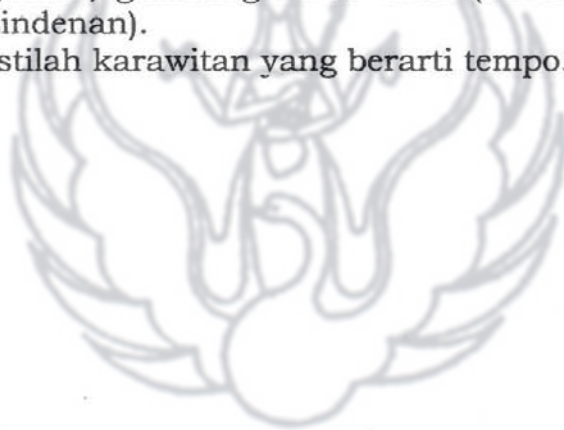 indenan).
stilah karawitan yang berarti tempo.